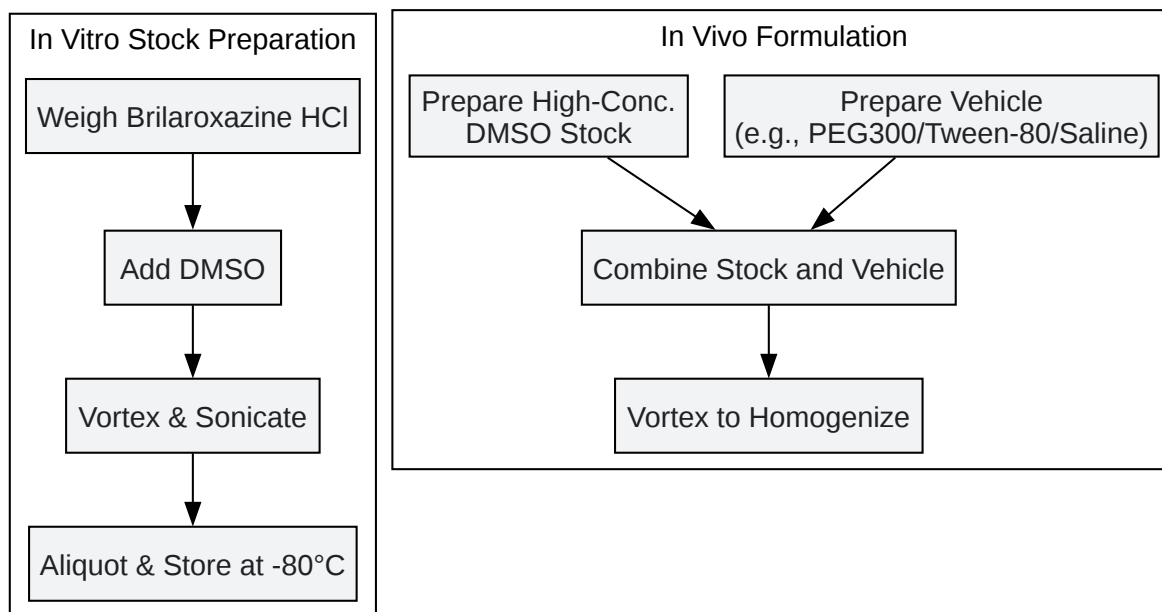 In Vitro Stock Preparation
Weigh Brilaroxazine HCl
Add DMSO
Vortex & Sonicate
Aliquot & Store at -80°C
In Vivo Formulation
Prepare High-Conc.
DMSO Stock
Prepare Vehicle
(e.g., PEG300/Tween-80/Saline)
Combine Stock and Vehicle
Vortex to Homogenize